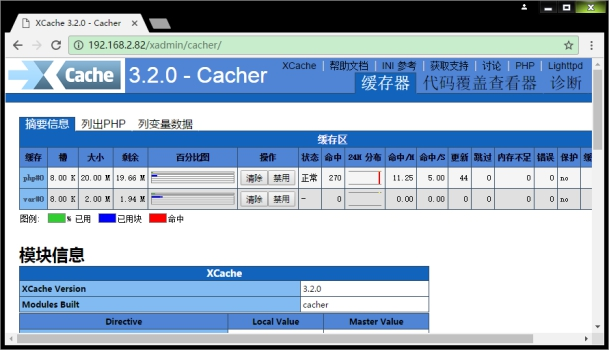 XCache 3.2.0 - Cacher
192.168.2.82/xadmin/cacher/
XCache 3.2.0 - Cacher
XCache | 帮助文档 | INI 参考 | 获取支持 | 讨论 | PHP | Lighttpd
缓存器 代码覆盖查看器 诊断
摘要信息 列出PHP 列变量数据
缓存区
缓存 槽 大小 剩余 百分比图 操作 状态 命中 24H 分布 命中/H 命中/S 更新 跳过 内存不足 错误 保护 缓
php#0 8.00 K 20.00 M 19.66 M 清除 禁用 正常 270 11.25 5.00 44 0 0 0 no
var#0 8.00 K 2.00 M 1.94 M 清除 禁用 - 0 0.00 0.00 0 0 0 0 no
图例: % 已用 已用块 命中
模块信息
XCache
XCache Version 3.2.0
Modules Built cacher
Directive Local Value Master Value